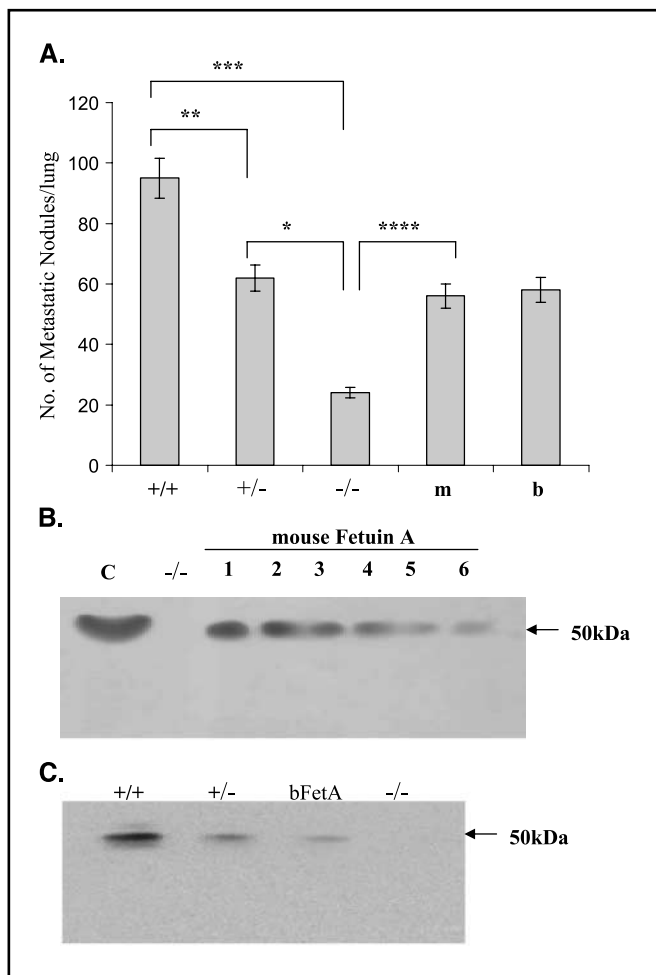 A.
***
**
*
****
120
100
80
60
40
20
0
No. of Metastatic Nodules/lung
+/+ +/- -/- m b
B.
mouse Fetuin A
C -/- 1 2 3 4 5 6
50kDa
C.
+/+ +/- bFetA -/-
50kDa